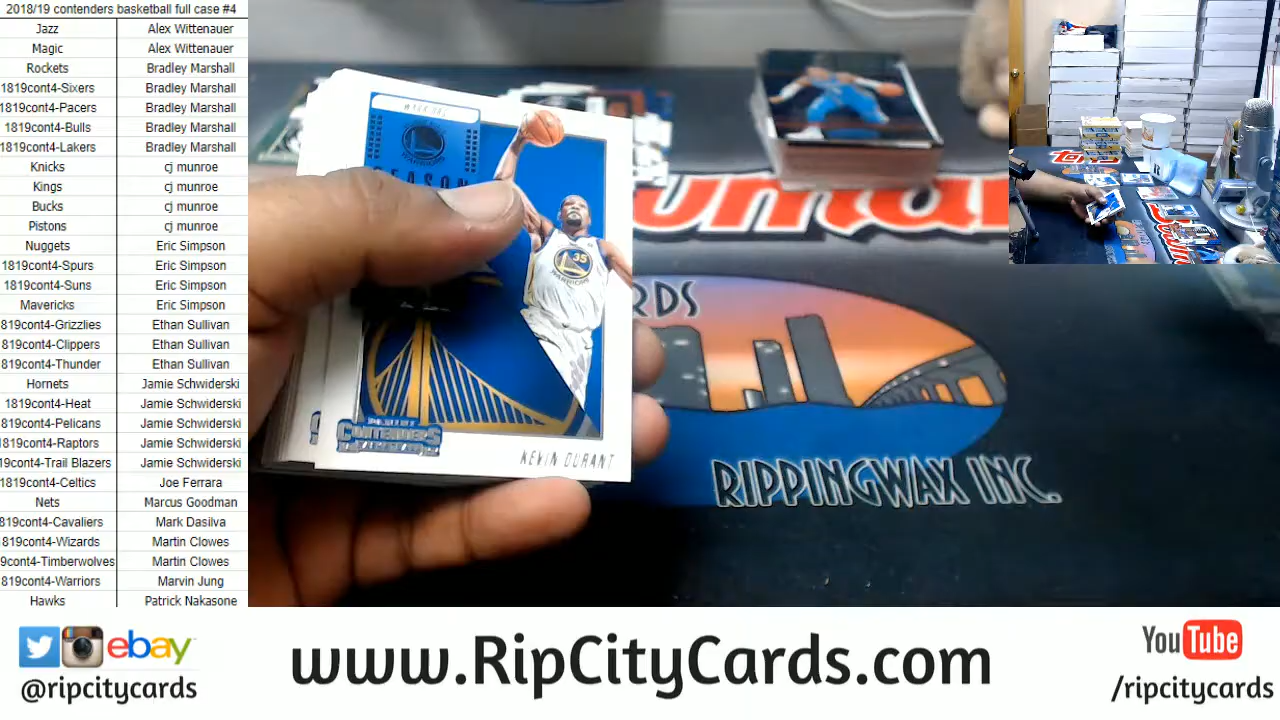 2018/19 contenders basketball full case #4
Jazz Alex Wittenauer
Magic Alex Wittenauer
Rockets Bradley Marshall
1819cont4-Sixers Bradley Marshall
1819cont4-Pacers Bradley Marshall
1819cont4-Bulls Bradley Marshall
1819cont4-Lakers Bradley Marshall
Knicks cj munroe
Kings cj munroe
Bucks cj munroe
Pistons cj munroe
Nuggets Eric Simpson
1819cont4-Spurs Eric Simpson
1819cont4-Suns Eric Simpson
Mavericks Eric Simpson
819cont4-Grizzlies Ethan Sullivan
819cont4-Clippers Ethan Sullivan
819cont4-Thunder Ethan Sullivan
Hornets Jamie Schwiderski
1819cont4-Heat Jamie Schwiderski
819cont4-Pelicans Jamie Schwiderski
819cont4-Raptors Jamie Schwiderski
19cont4-Trail Blazers Jamie Schwiderski
1819cont4-Celtics Joe Ferrara
Nets Marcus Goodman
819cont4-Cavaliers Mark Dasilva
819cont4-Wizards Martin Clowes
9cont4-Timberwolves Martin Clowes
819cont4-Warriors Marvin Jung
Hawks Patrick Nakasone
WARRIORS
35
WARRIORS
CONTENDERS
KEVIN DURANT
RDS
RIPPINGWAX INC.
ebay
@ripcitycards
www.RipCityCards.com
YouTube
/ripcitycards